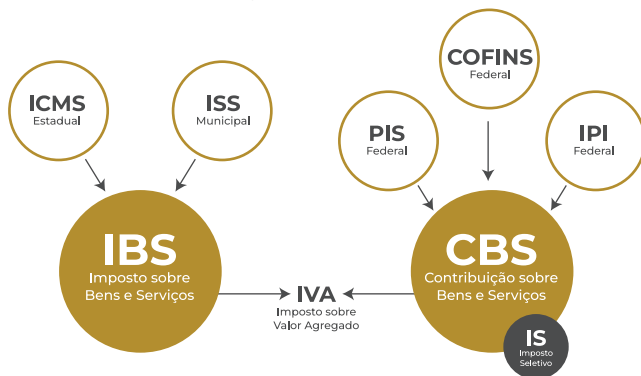 ICMS
Estadual
ISS
Municipal
COFINS
Federal
PIS
Federal
IPI
Federal
IBS
Imposto sobre
Bens e Serviços
IVA
Imposto sobre
Valor Agregado
CBS
Contribuição sobre
Bens e Serviços
IS
Imposto
Seletivo